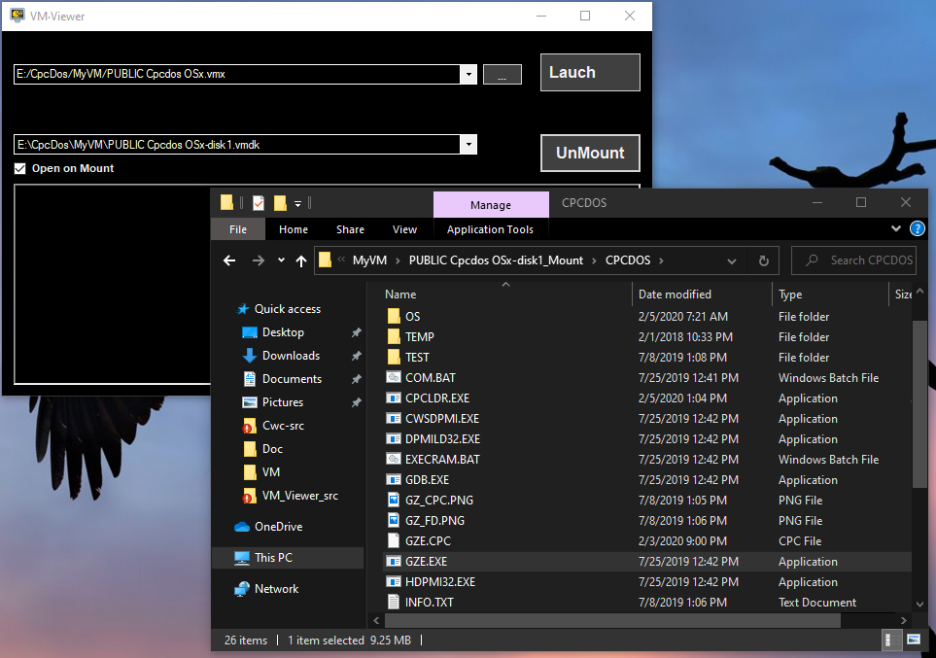 VM-Viewer
E:/CpcDos/MyVM/PUBLIC Cpcdos OSx.vmx
...
Lauch
E:\CpcDos\MyVM\PUBLIC Cpcdos OSx-disk1.vmdk
UnMount
Open on Mount
Manage
CPCDOS
File
Home
Share
View
Application Tools
?
« MyVM › PUBLIC Cpcdos OSx-disk1_Mount › CPCDOS ›
Search CPCDOS
Quick access
Desktop
Downloads
Documents
Pictures
Cwc-src
Doc
VM
VM_Viewer_src
OneDrive
This PC
Network
Name Date modified Type Size
OS 2/5/2020 7:21 AM File folder
TEMP 2/1/2018 10:33 PM File folder
TEST 7/8/2019 1:08 PM File folder
COM.BAT 7/25/2019 12:41 PM Windows Batch File
CPCLDR.EXE 2/5/2020 1:04 PM Application
CWSDPMI.EXE 7/25/2019 12:42 PM Application
DPMILD32.EXE 7/25/2019 12:42 PM Application
EXECRAM.BAT 7/25/2019 12:42 PM Windows Batch File
GDB.EXE 7/25/2019 12:42 PM Application
GZ_CPC.PNG 7/8/2019 1:05 PM PNG File
GZ_FD.PNG 7/8/2019 1:06 PM PNG File
GZE.CPC 2/3/2020 9:00 PM CPC File
GZE.EXE 7/25/2019 12:42 PM Application
HDPMI32.EXE 7/25/2019 12:42 PM Application
INFO.TXT 7/8/2019 1:06 PM Text Document
26 items 1 item selected 9.25 MB